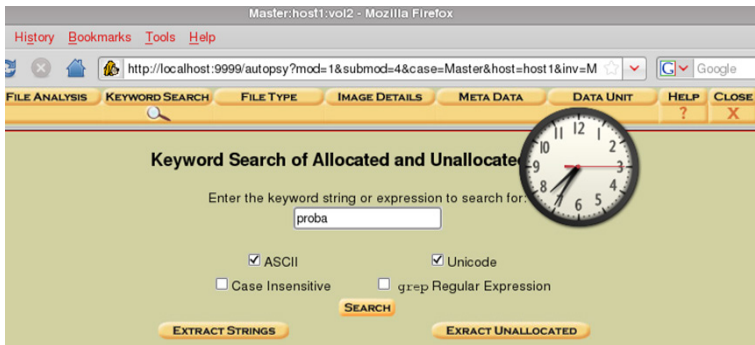 Master:host1:vol2 - Mozilla Firefox
History Bookmarks Tools Help
http://localhost:9999/autopsy?mod=1&submod=4&case=Master&host=host1&inv=M G Google
FILE ANALYSIS KEYWORD SEARCH FILE TYPE IMAGE DETAILS META DATA DATA UNIT HELP CLOSE
? X
Keyword Search of Allocated and
Enter the keyword string or expression to search for:
proba
ASCII Unicode
Case Insensitive grep Regular Expression
SEARCH
EXTRACT STRINGS EXRACT UNALLOCATED
12
11 1
10 2
9 3
8 4
7 5
6